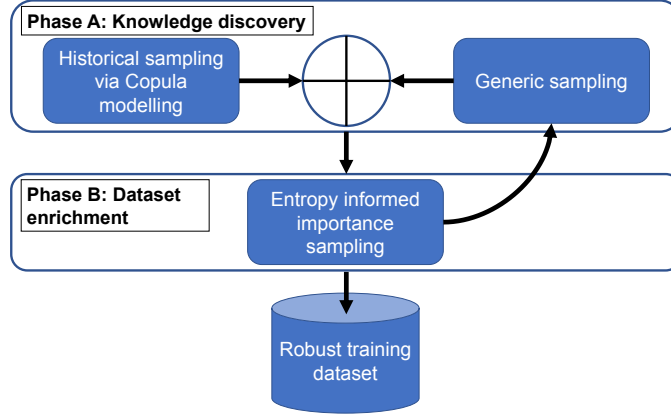 Phase A: Knowledge discovery
Historical sampling
via Copula
modelling
Generic sampling
Phase B: Dataset
enrichment
Entropy informed
importance
sampling
Robust training
dataset